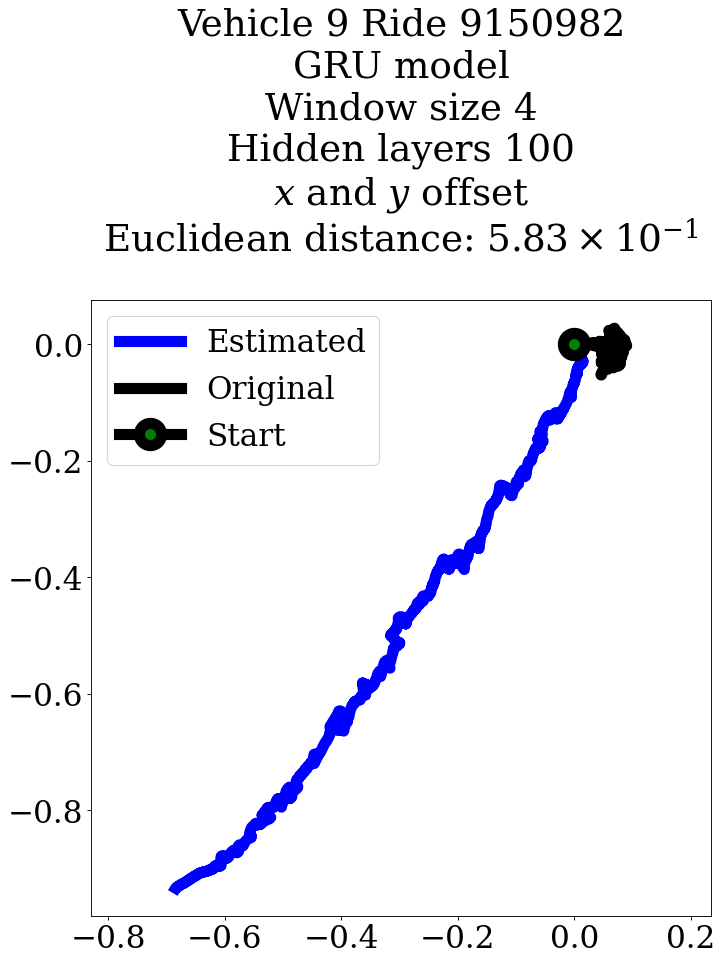 Vehicle 9 Ride 9150982
GRU model
Window size 4
Hidden layers 100
x and y offset
Euclidean distance: 5.83 × 10⁻¹
Estimated
Original
Start
0.0
−0.2
−0.4
−0.6
−0.8
−0.8 −0.6 −0.4 −0.2 0.0 0.2